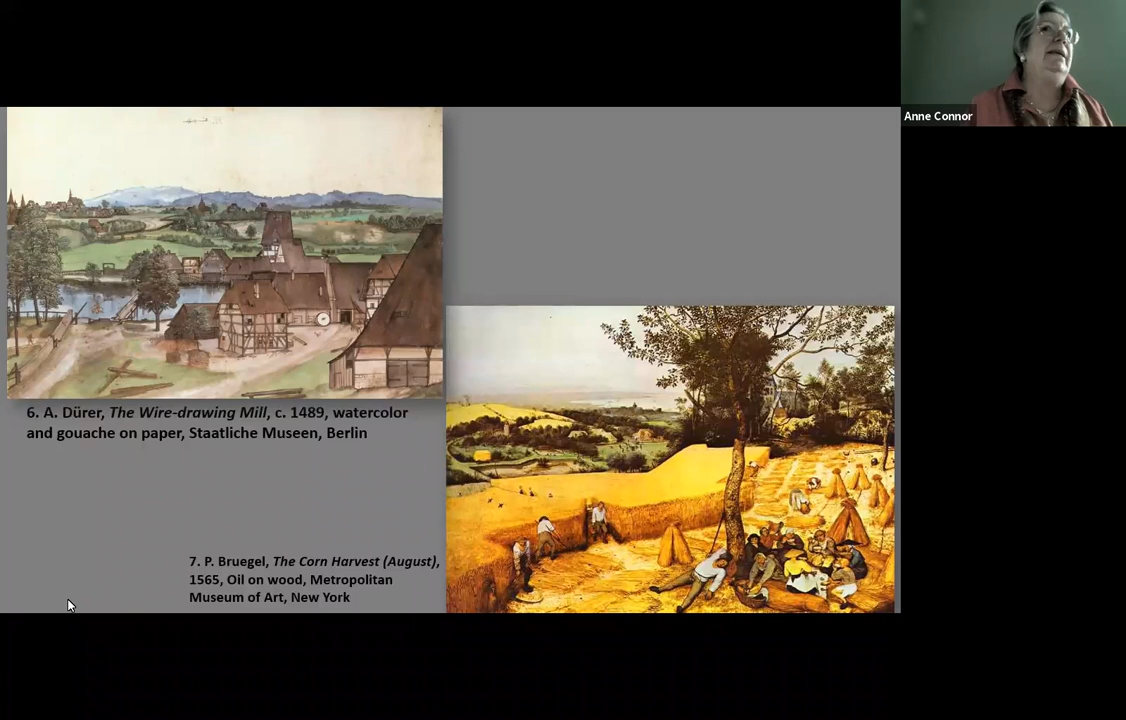 Anne Connor
6. A. Dürer, The Wire-drawing Mill, c. 1489, watercolor
and gouache on paper, Staatliche Museen, Berlin
7. P. Bruegel, The Corn Harvest (August),
1565, Oil on wood, Metropolitan
Museum of Art, New York